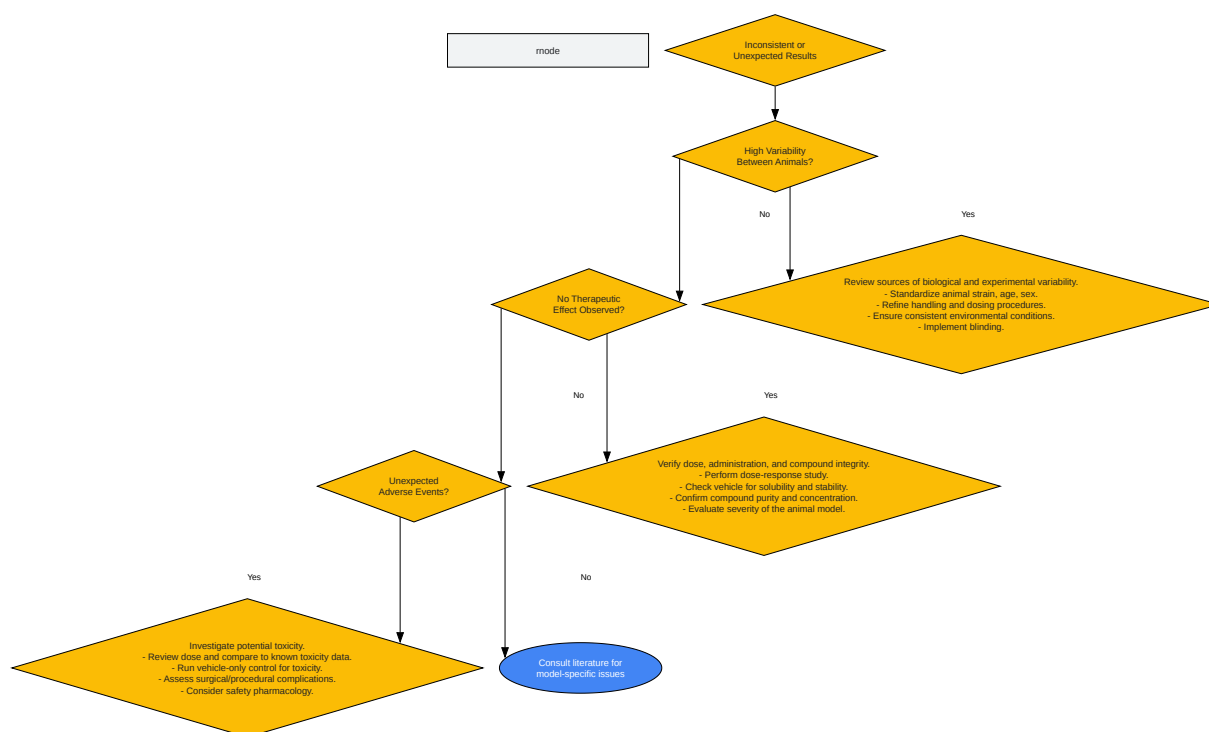 rnode
Inconsistent or
Unexpected Results
High Variability
Between Animals?
No
Yes
Review sources of biological and experimental variability.
- Standardize animal strain, age, sex.
- Refine handling and dosing procedures.
- Ensure consistent environmental conditions.
- Implement blinding.
No Therapeutic
Effect Observed?
No
Yes
Verify dose, administration, and compound integrity.
- Perform dose-response study.
- Check vehicle for solubility and stability.
- Confirm compound purity and concentration.
- Evaluate severity of the animal model.
Unexpected
Adverse Events?
Yes
No
Investigate potential toxicity.
- Review dose and compare to known toxicity data.
- Run vehicle-only control for toxicity.
- Assess surgical/procedural complications.
- Consider safety pharmacology.
Consult literature for
model-specific issues